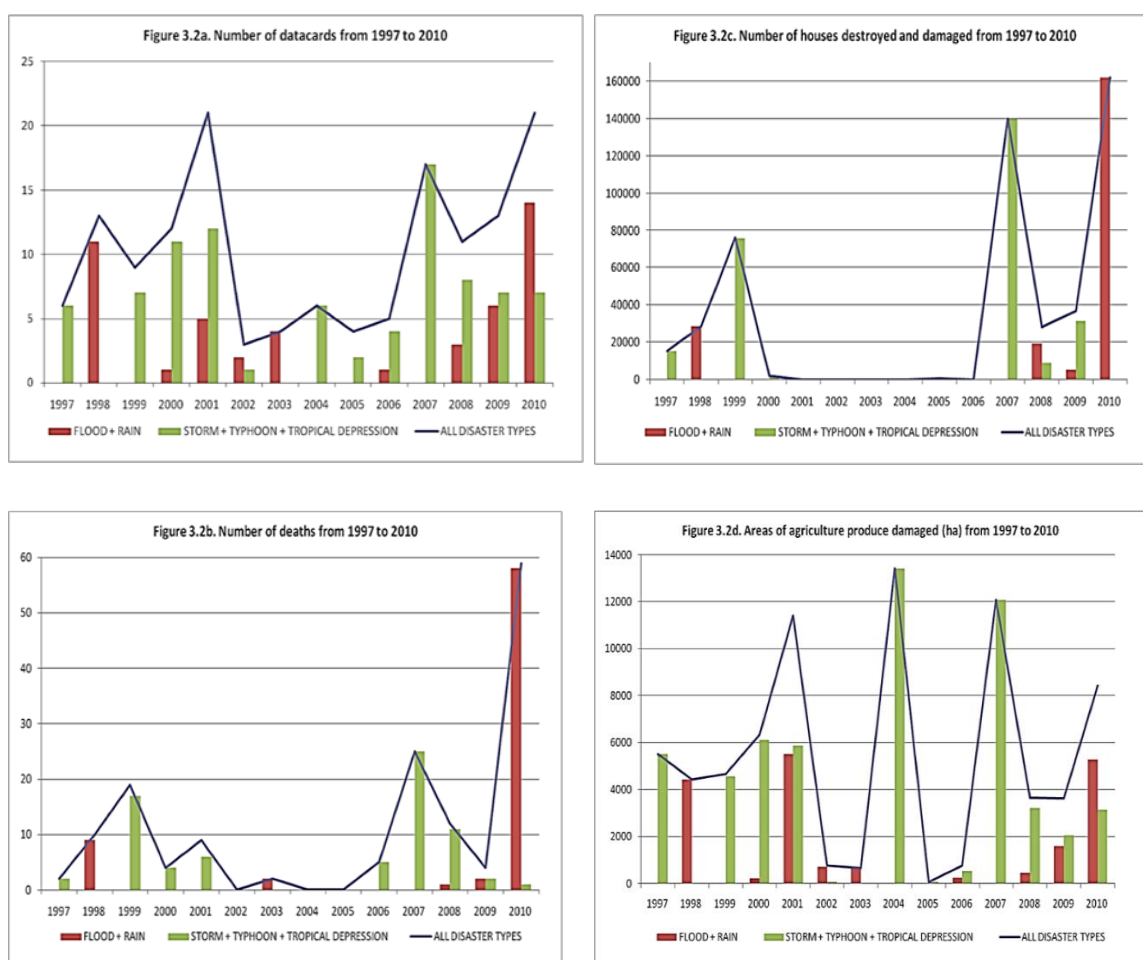 Figure 3.2a. Number of datacards from 1997 to 2010
25
20
15
10
5
0
1997 1998 1999 2000 2001 2002 2003 2004 2005 2006 2007 2008 2009 2010
FLOOD + RAIN STORM + TYPHOON + TROPICAL DEPRESSION ALL DISASTER TYPES
Figure 3.2c. Number of houses destroyed and damaged from 1997 to 2010
160000
140000
120000
100000
80000
60000
40000
20000
0
1997 1998 1999 2000 2001 2002 2003 2004 2005 2006 2007 2008 2009 2010
FLOOD + RAIN STORM + TYPHOON + TROPICAL DEPRESSION ALL DISASTER TYPES
Figure 3.2b. Number of deaths from 1997 to 2010
60
50
40
30
20
10
0
1997 1998 1999 2000 2001 2002 2003 2004 2005 2006 2007 2008 2009 2010
FLOOD + RAIN STORM + TYPHOON + TROPICAL DEPRESSION ALL DISASTER TYPES
Figure 3.2d. Areas of agriculture produce damaged (ha) from 1997 to 2010
14000
12000
10000
8000
6000
4000
2000
0
1997 1998 1999 2000 2001 2002 2003 2004 2005 2006 2007 2008 2009 2010
FLOOD + RAIN STORM + TYPHOON + TROPICAL DEPRESSION ALL DISASTER TYPES